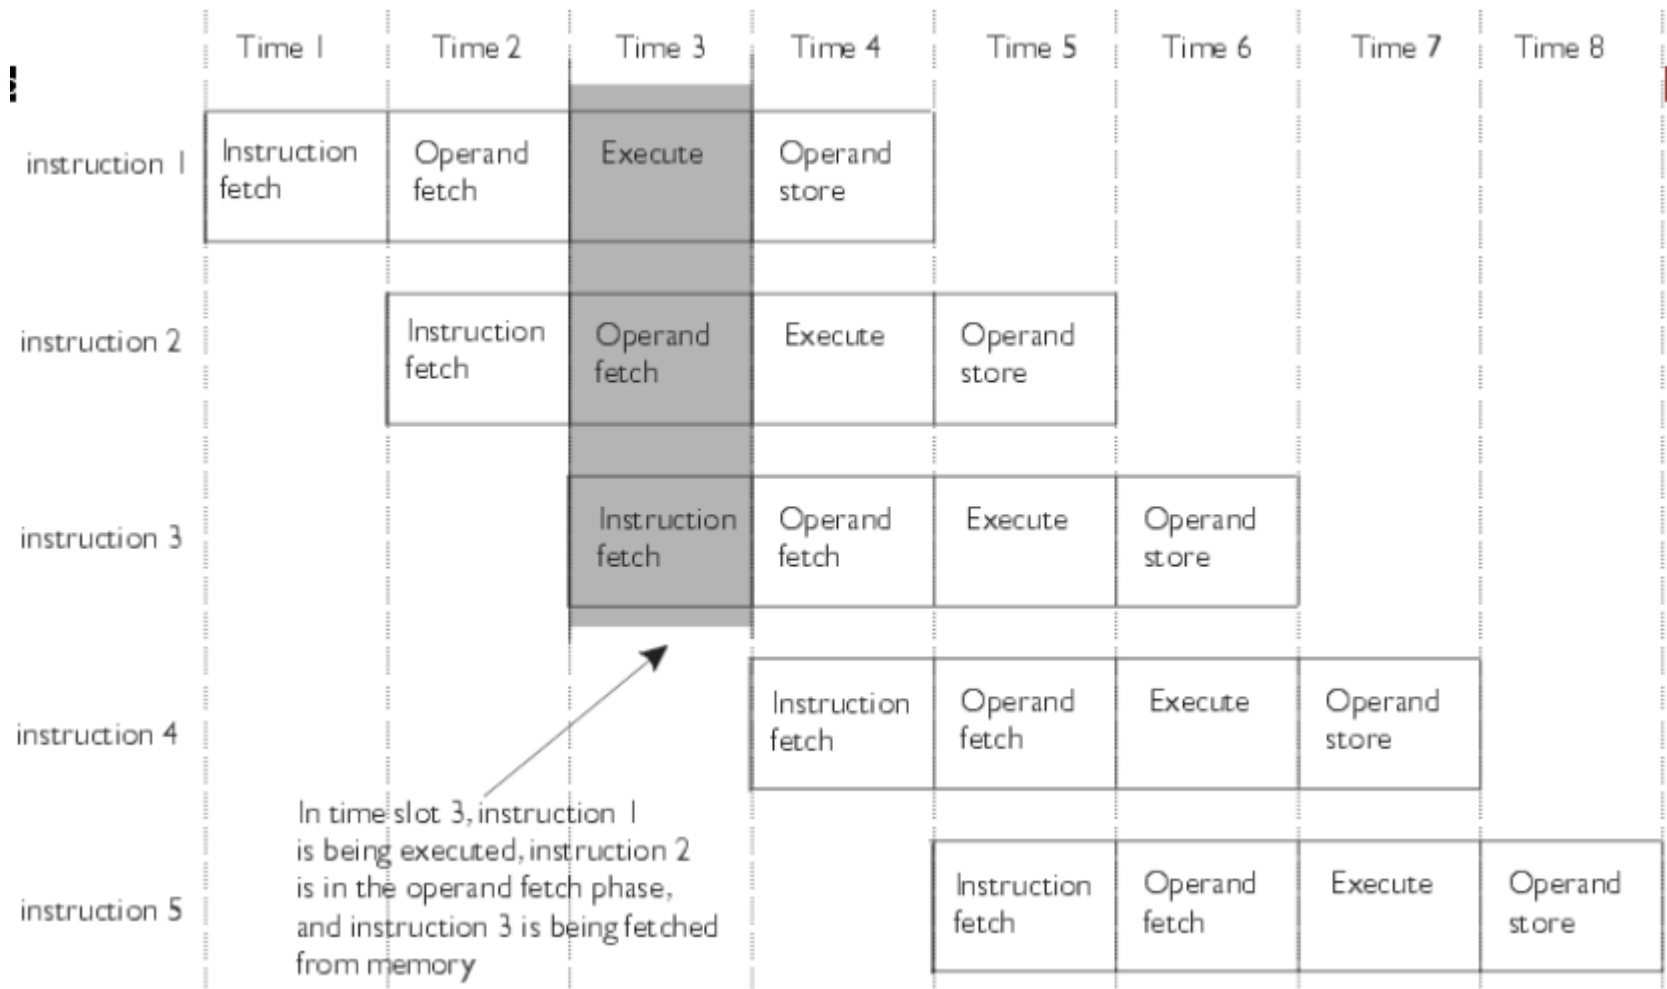 Time 1 Time 2 Time 3 Time 4 Time 5 Time 6 Time 7 Time 8
instruction 1
Instruction
fetch
Operand
fetch
Execute
Operand
store
instruction 2
Instruction
fetch
Operand
fetch
Execute
Operand
store
instruction 3
Instruction
fetch
Operand
fetch
Execute
Operand
store
instruction 4
Instruction
fetch
Operand
fetch
Execute
Operand
store
instruction 5
Instruction
fetch
Operand
fetch
Execute
Operand
store
In time slot 3, instruction 1
is being executed, instruction 2
is in the operand fetch phase,
and instruction 3 is being fetched
from memory